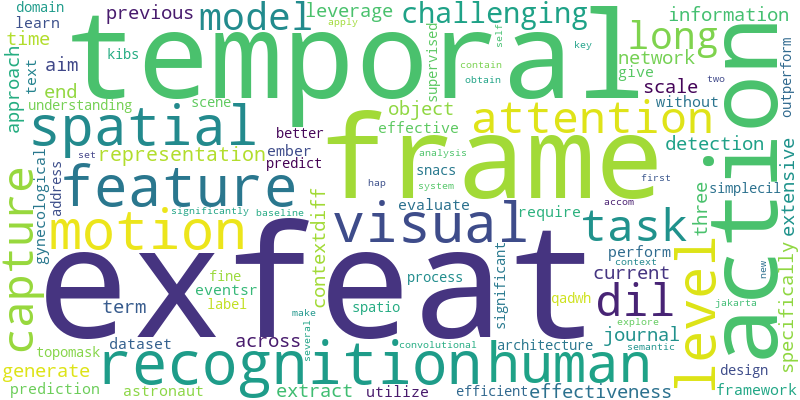 domain
previous
model
leverage
challenging
information
learn
apply
self
key
time
kibs
temporal
long
supervised
contain
obtain
network
two
text
aim
give
approach
end
scale
action
outperform
understanding
scene
object
attention
without
spatial
effective
detection
better
set
representation
ember
analysis
predict
snacs
system
hap
frame
first
simplecil
extensive
address
feature
evaluate
accom
gynecological
significantly
baseline
require
three
capture
motion
visual
task
contextdiff
process
significant
perform
context
current
specifically
new
fine
eventsr
label
exfeat
qadwh
dil
level
jakarta
term
spatio
make
explore
across
several
convolutional
architecture
journal
semantic
dataset
topomask
recognition
human
design
generate
prediction
astronaut
extract
utilize
efficient
effectiveness
framework